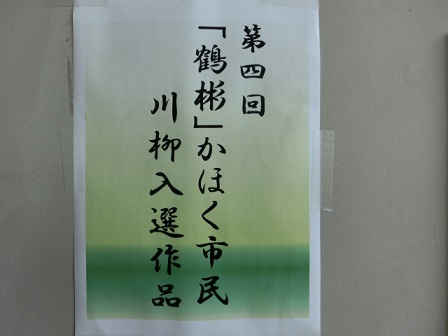 第四回
「鶴彬」かほく市民
川柳入選作品